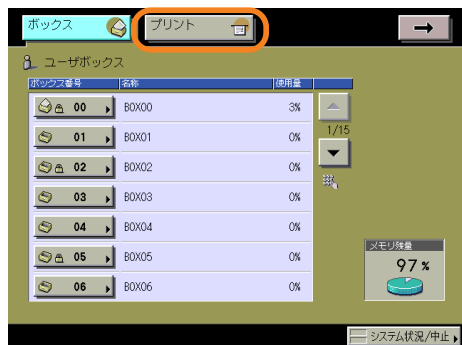 ボックス プリント
ユーザボックス
ボックス番号 名称 使用量
00 BOX00 3%
01 BOX01 0%
1/15
02 BOX02 0%
03 BOX03 0%
04 BOX04 0%
05 BOX05 0%
06 BOX06 0%
メモリ残量
97 %
システム状況/中止